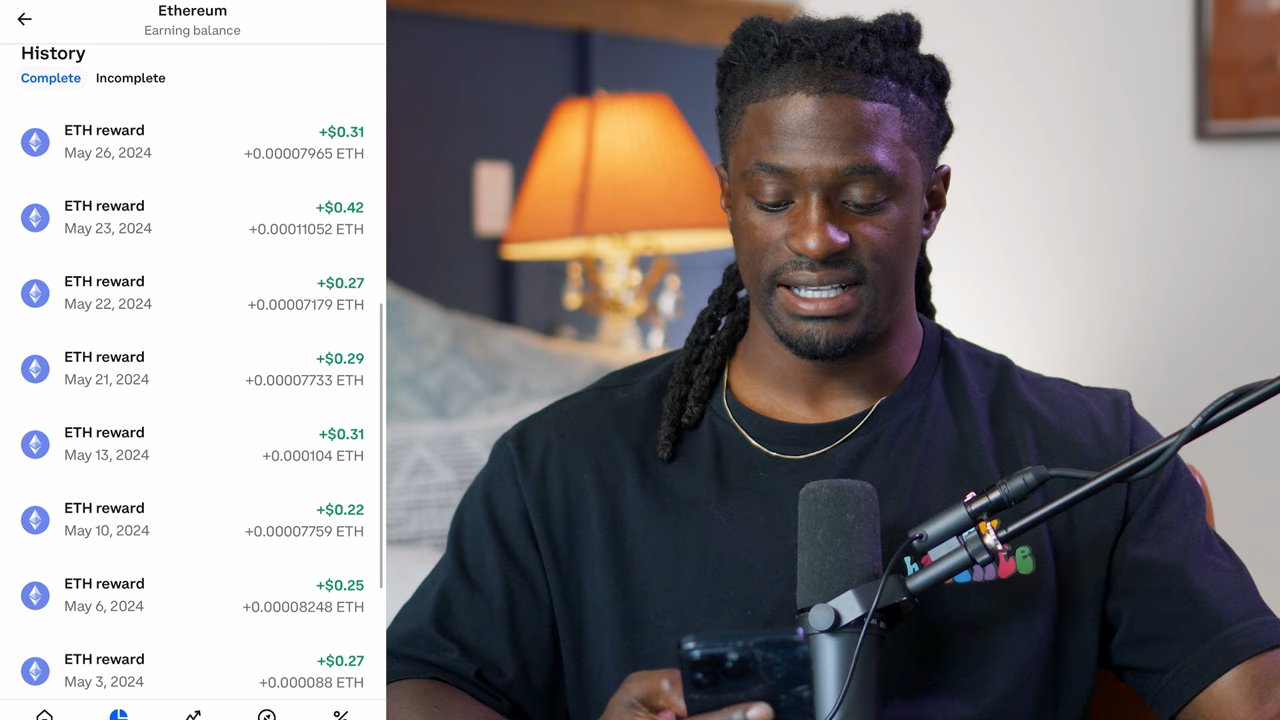 Ethereum
Earning balance
History
Complete Incomplete
ETH reward +$0.31
May 26, 2024 +0.00007965 ETH
ETH reward +$0.42
May 23, 2024 +0.00011052 ETH
ETH reward +$0.27
May 22, 2024 +0.00007179 ETH
ETH reward +$0.29
May 21, 2024 +0.00007733 ETH
ETH reward +$0.31
May 13, 2024 +0.000104 ETH
ETH reward +$0.22
May 10, 2024 +0.00007759 ETH
ETH reward +$0.25
May 6, 2024 +0.00008248 ETH
ETH reward +$0.27
May 3, 2024 +0.000088 ETH